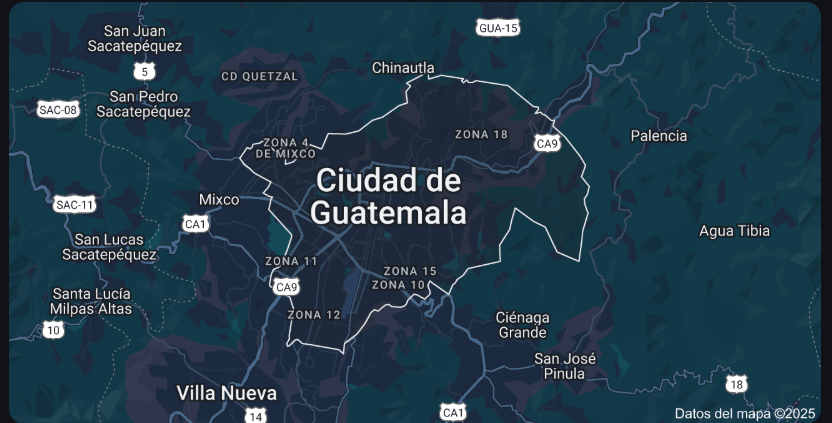 San Juan
Sacatepéquez
GUA-15
5
CD QUETZAL
Chinautla
San Pedro
Sacatepéquez
SAC-08
ZONA 18
CA9
Palencia
ZONA 4
DE MIXCO
Ciudad de
Guatemala
Mixco
SAC-11
CA1
Agua Tibia
San Lucas
Sacatepéquez
ZONA 11
ZONA 15
ZONA 10
CA9
Santa Lucía
Milpas Altas
10
ZONA 12
Ciénaga
Grande
San José
Pinula
Villa Nueva
18
14
CA1
Datos del mapa ©2025